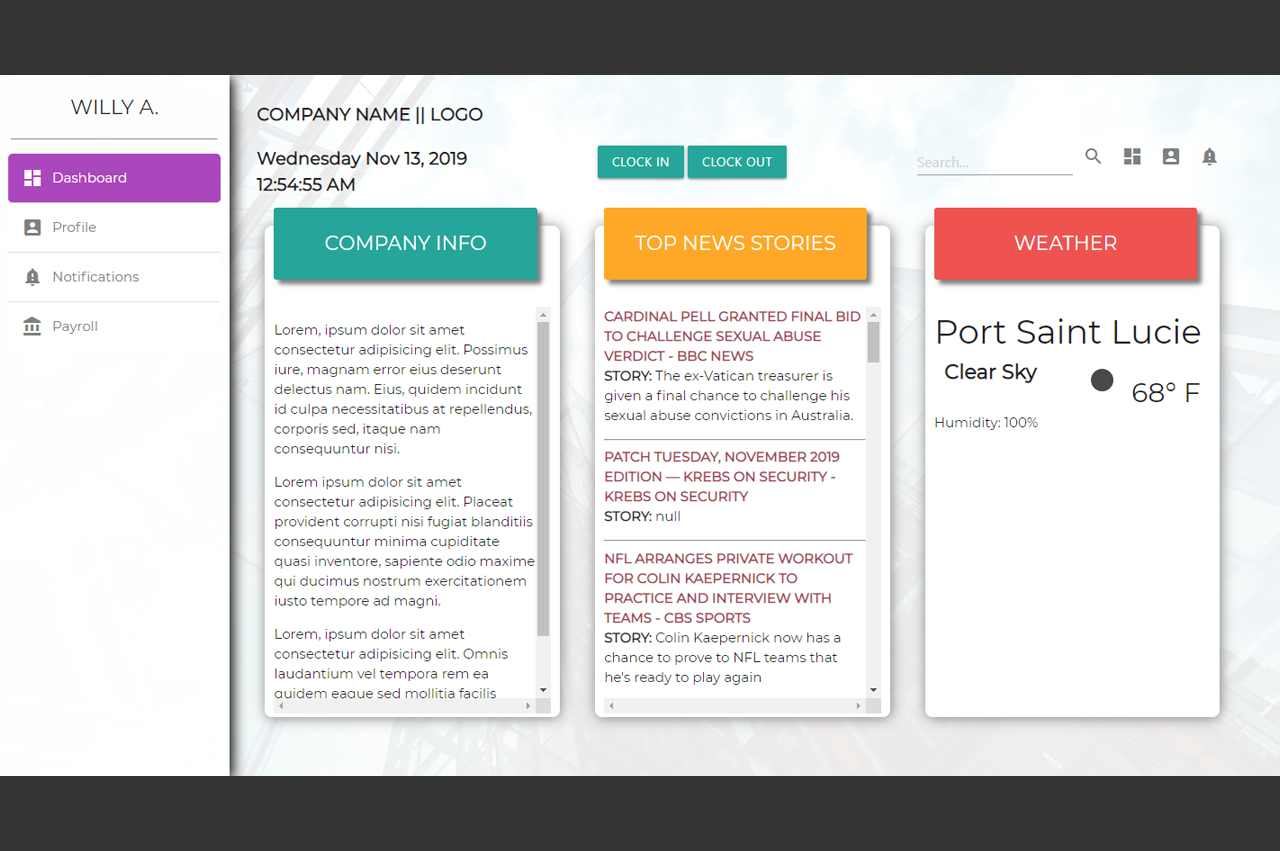 WILLY A.
Dashboard
Profile
Notifications
Payroll
COMPANY NAME || LOGO
Wednesday Nov 13, 2019
12:54:55 AM
CLOCK IN
CLOCK OUT
Search...
COMPANY INFO
Lorem, ipsum dolor sit amet
consectetur adipisicing elit. Possimus
iure, magnam error eius deserunt
delectus nam. Eius, quidem incidunt
id culpa necessitatibus at repellendus,
corporis sed, itaque nam
consequuntur nisi.
Lorem ipsum dolor sit amet
consectetur adipisicing elit. Placeat
provident corrupti nisi fugiat blanditiis
consequuntur minima cupiditate
quasi inventore, sapiente odio maxime
qui ducimus nostrum exercitationem
iusto tempore ad magni.
Lorem, ipsum dolor sit amet
consectetur adipisicing elit. Omnis
laudantium vel tempora rem ea
quidem eaque sed mollitia facilis
TOP NEWS STORIES
CARDINAL PELL GRANTED FINAL BID
TO CHALLENGE SEXUAL ABUSE
VERDICT - BBC NEWS
STORY: The ex-Vatican treasurer is
given a final chance to challenge his
sexual abuse convictions in Australia.
PATCH TUESDAY, NOVEMBER 2019
EDITION — KREBS ON SECURITY -
KREBS ON SECURITY
STORY: null
NFL ARRANGES PRIVATE WORKOUT
FOR COLIN KAEPERNICK TO
PRACTICE AND INTERVIEW WITH
TEAMS - CBS SPORTS
STORY: Colin Kaepernick now has a
chance to prove to NFL teams that
he's ready to play again
WEATHER
Port Saint Lucie
Clear Sky
68° F
Humidity: 100%